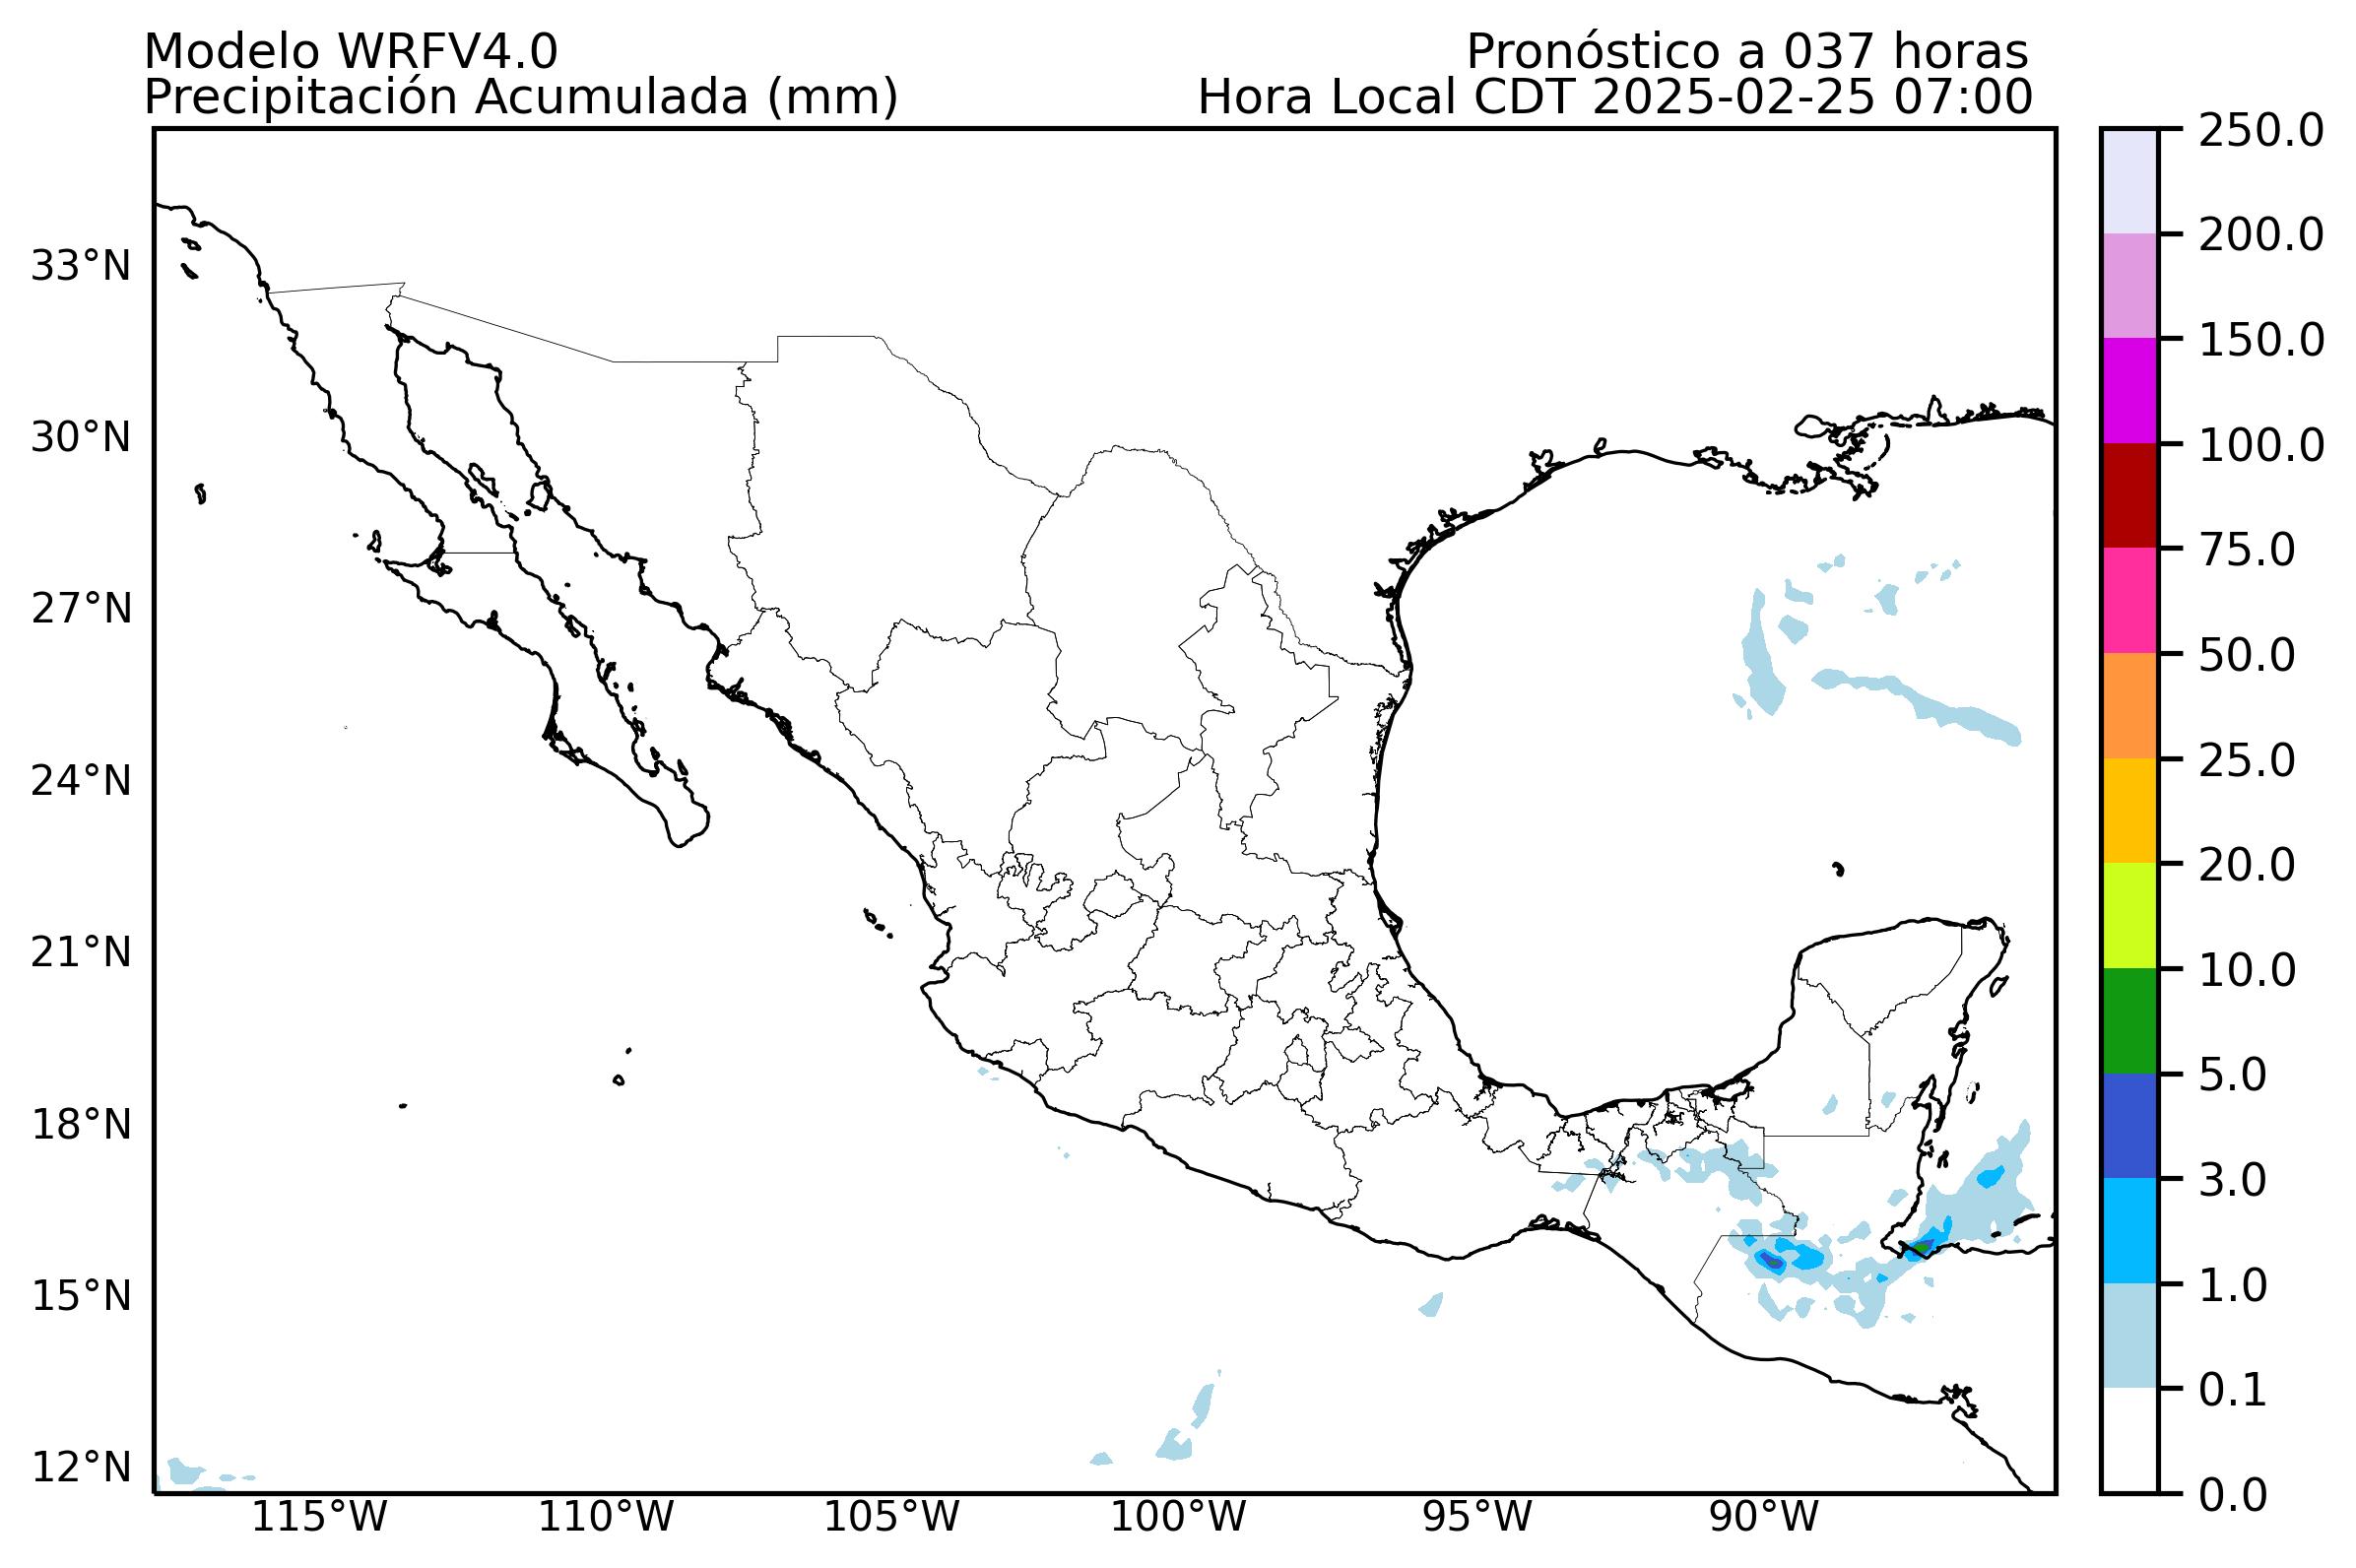 Modelo WRFV4.0
Pronóstico a 037 horas
Precipitación Acumulada (mm)
Hora Local CDT 2025-02-25 07:00
33°N
30°N
27°N
24°N
21°N
18°N
15°N
12°N
115°W
110°W
105°W
100°W
95°W
90°W
250.0
200.0
150.0
100.0
75.0
50.0
25.0
20.0
10.0
5.0
3.0
1.0
0.1
0.0